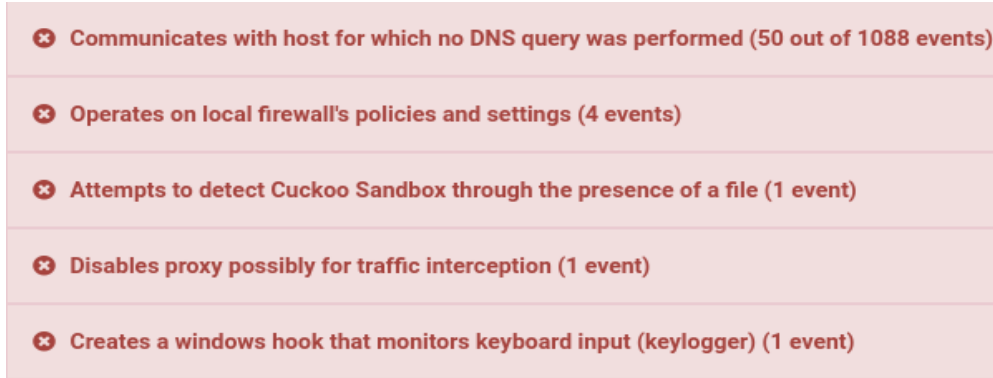 Communicates with host for which no DNS query was performed (50 out of 1088 events)
Operates on local firewall's policies and settings (4 events)
Attempts to detect Cuckoo Sandbox through the presence of a file (1 event)
Disables proxy possibly for traffic interception (1 event)
Creates a windows hook that monitors keyboard input (keylogger) (1 event)